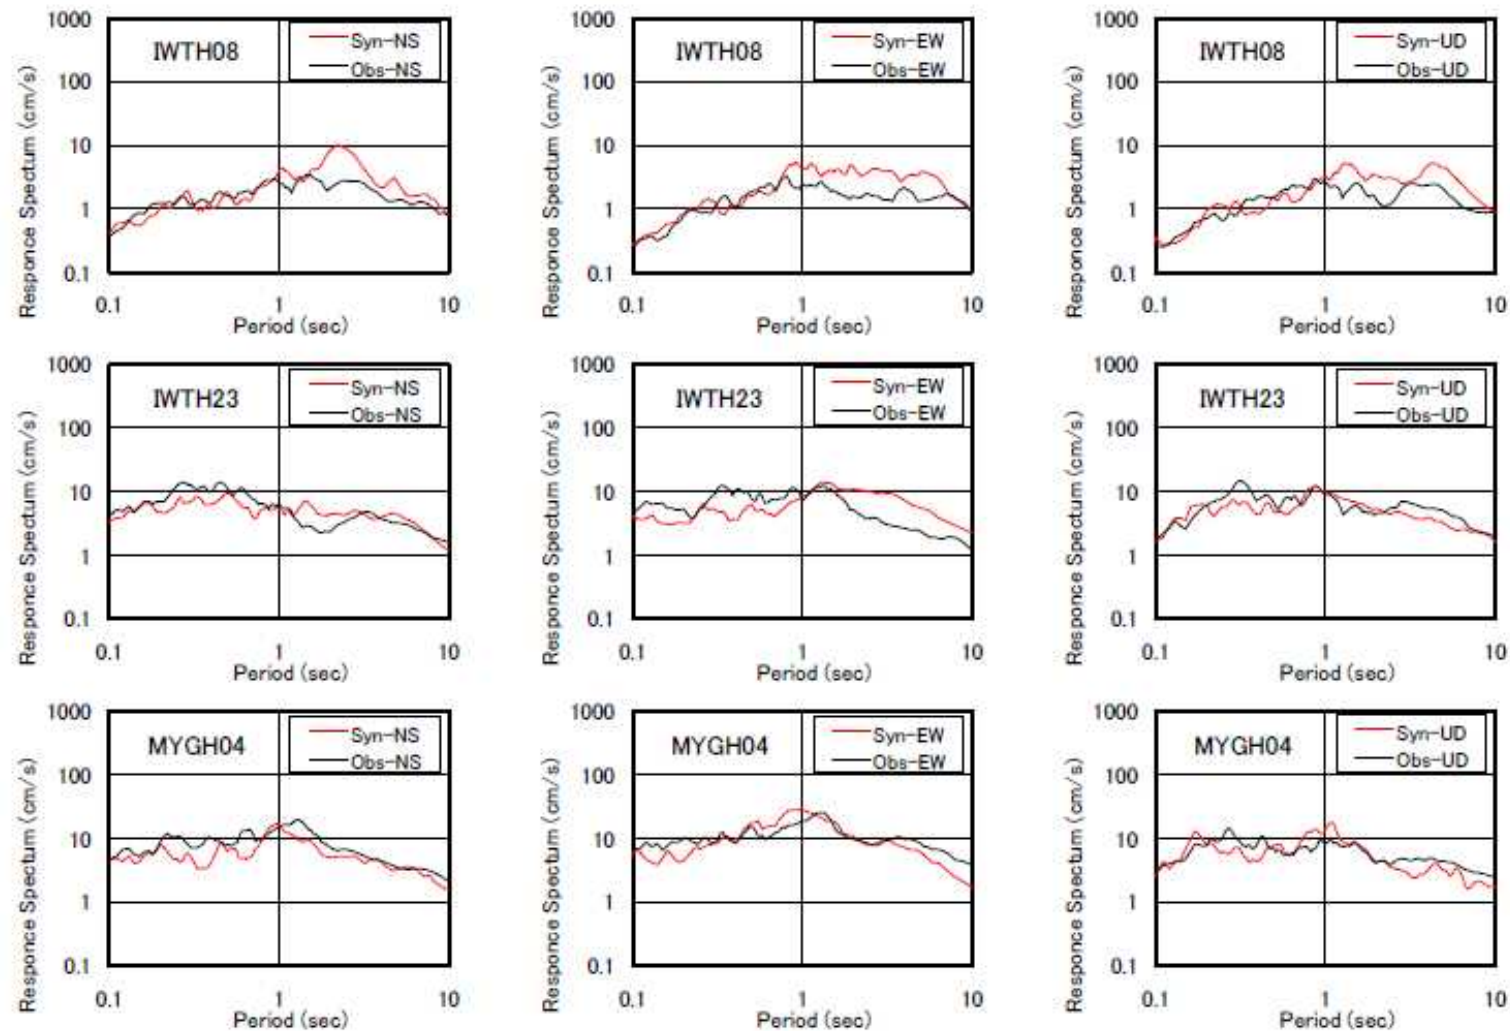 1000
100
10
1
0.1
Responce Spectum (cm/s)
IWTH08
Syn-NS
Obs-NS
0.1 1 10
Period (sec)
1000
100
10
1
0.1
Responce Spectum (cm/s)
IWTH08
Syn-EW
Obs-EW
0.1 1 10
Period (sec)
1000
100
10
1
0.1
Responce Spectum (cm/s)
IWTH08
Syn-UD
Obs-UD
0.1 1 10
Period (sec)
1000
100
10
1
0.1
Responce Spectum (cm/s)
IWTH23
Syn-NS
Obs-NS
0.1 1 10
Period (sec)
1000
100
10
1
0.1
Responce Spectum (cm/s)
IWTH23
Syn-EW
Obs-EW
0.1 1 10
Period (sec)
1000
100
10
1
0.1
Responce Spectum (cm/s)
IWTH23
Syn-UD
Obs-UD
0.1 1 10
Period (sec)
1000
100
10
1
0.1
Responce Spectum (cm/s)
MYGH04
Syn-NS
Obs-NS
0.1 1 10
Period (sec)
1000
100
10
1
0.1
Responce Spectum (cm/s)
MYGH04
Syn-EW
Obs-EW
0.1 1 10
Period (sec)
1000
100
10
1
0.1
Responce Spectum (cm/s)
MYGH04
Syn-UD
Obs-UD
0.1 1 10
Period (sec)